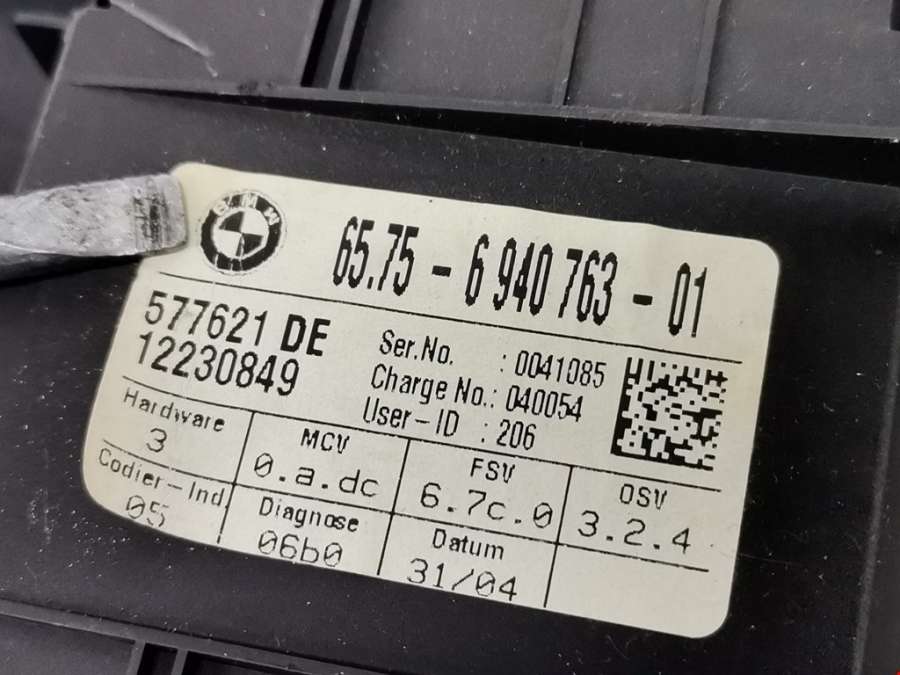 BMW
65.75 - 6 940 763 - 01
577621 DE
12230849
Ser.No. : 0041085
Charge No.: 040054
User-ID : 206
Hardware
3
MCV
0.a.dc
FSV
6.7c.0
OSV
3.2.4
Codier-Ind.
05
Diagnose
06b0
Datum
31/04